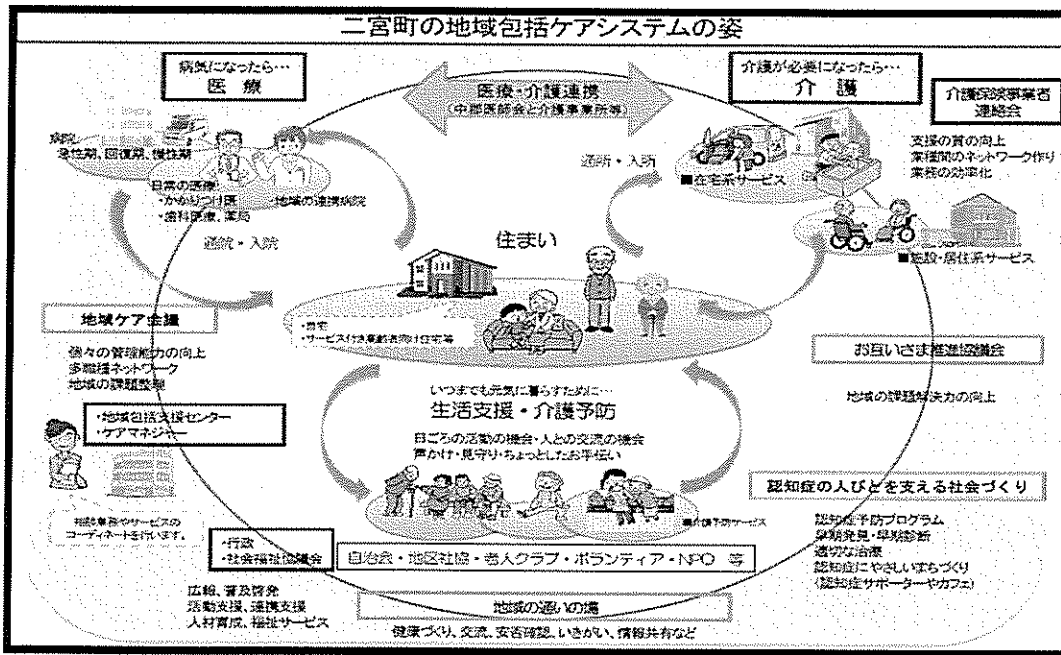 二宮町の地域包括ケアシステムの姿
病気になったら…
医療
医療・介護連携
(中郡医師会と介護事業所等)
介護が必要になったら…
介護
介護保険事業者
連絡会
支援の質の向上
業種間のネットワーク作り
業務の効率化
病院
急性期、回復期、慢性期
日常の医療
・かかりつけ医
・歯科医療、薬局
地域の連携病院
通院・入院
通所・入所
■在宅系サービス
■施設・居住系サービス
住まい
・自宅
・サービス付き高齢者向け住宅等
地域ケア会議
個々の管理能力の向上
多職種ネットワーク
地域の課題整理
・地域包括支援センター
・ケアマネジャー
相談業務やサービスの
コーディネートを行います。
いつまでも元気に暮らすために…
生活支援・介護予防
日ごろの活動の機会・人との交流の機会
声かけ・見守り・ちょっとしたお手伝い
■介護予防サービス
お互いさま推進協議会
地域の課題解決力の向上
認知症の人びとを支える社会づくり
認知症予防プログラム
早期発見・早期診断
適切な治療
認知症にやさしいまちづくり
(認知症サポーターやカフェ)
・行政
・社会福祉協議会
広報、普及啓発
活動支援、連携支援
人材育成、福祉サービス
自治会・地区社協・老人クラブ・ボランティア・NPO 等
地域の通いの場
健康づくり、交流、安否確認、いきがい、情報共有など